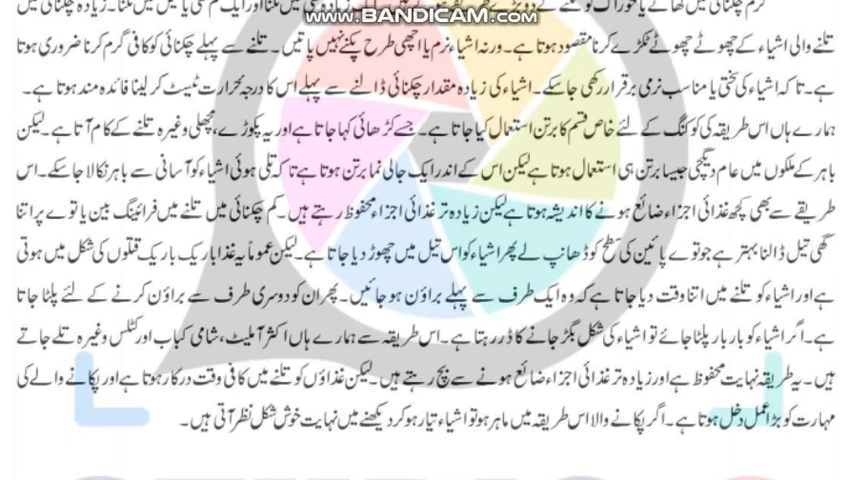 www.BANDICAM.com
تلنے والی اشیاء کے چھوٹے چھوٹے ٹکڑے کرنا مقصود ہوتا ہے۔ ورنہ اشیاء نرم یا اچھی طرح پکنے نہیں پاتیں۔ تلنے سے پہلے چکنائی کو کافی گرم کرنا ضروری ہوتا
ہے۔ تاکہ اشیاء کی سختی یا مناسب نرمی برقرار رکھی جاسکے۔ اشیاء کی زیادہ مقدار چکنائی ڈالنے سے پہلے اس کا درجہ حرارت ٹیسٹ کر لینا فائدہ مند ہوتا ہے۔
ہمارے ہاں اس طریقہ کی کوکنگ کے لئے خاص قسم کا برتن استعمال کیا جاتا ہے۔ جسے کڑھائی کہا جاتا ہے اور یہ پکوڑے، مچھلی وغیرہ تلنے کے کام آتا ہے۔ لیکن
باہر کے ملکوں میں عام دیگچی جیسا برتن ہی استعمال ہوتا ہے لیکن اس کے اندر ایک جالی نما برتن ہوتا ہے تاکہ تلی ہوئی اشیاء کو آسانی سے باہر نکالا جاسکے۔ اس
طریقے سے بھی کچھ غذائی اجزاء ضائع ہونے کا اندیشہ ہوتا ہے لیکن زیادہ تر غذائی اجزاء محفوظ رہتے ہیں۔ کم چکنائی میں تلنے میں فرائینگ بین یا توے پر اتنا
گھی تیل ڈالنا بہتر ہے جو توے یا پئین کی سطح کو ڈھانپ لے پھر اشیاء کو اس تیل میں چھوڑ دیا جاتا ہے۔ لیکن عموماً یہ غذا باریک باریک قتلوں کی شکل میں ہوتی
ہے اور اشیاء کو تلنے میں اتنا وقت دیا جاتا ہے کہ وہ ایک طرف سے پہلے براؤن ہوجائیں۔ پھر ان کو دوسری طرف سے براؤن کرنے کے لئے پلٹا جاتا
ہے۔ اگر اشیاء کو بار بار پلٹا جائے تو اشیاء کی شکل بگڑ جانے کا ڈر رہتا ہے۔ اس طریقہ سے ہمارے ہاں اکثر آملیٹ، شامی کباب اور کٹلس وغیرہ تلے جاتے
ہیں۔ یہ طریقہ نہایت محفوظ ہے اور زیادہ تر غذائی اجزاء ضائع ہونے سے بچ رہتے ہیں۔ لیکن غذاؤں کو تلنے میں کافی وقت درکار ہوتا ہے اور پکانے والے کی
مہارت کو بڑا عمل دخل ہوتا ہے۔ اگر پکانے والا اس طریقہ میں ماہر ہو تو اشیاء تیار ہو کر دیکھنے میں نہایت خوش شکل نظر آتی ہیں۔